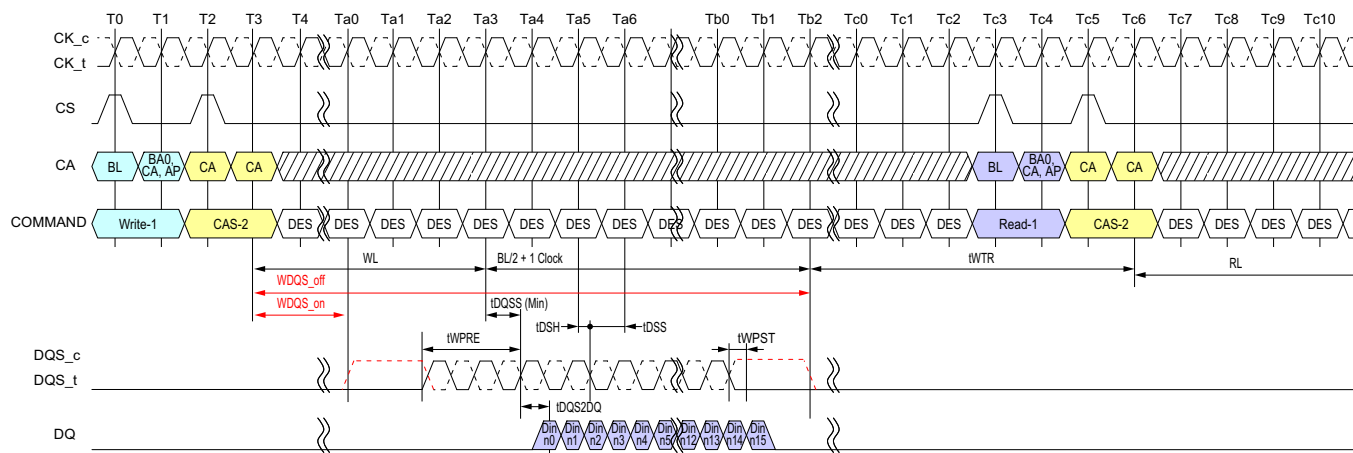 T0 T1 T2 T3 T4 Ta0 Ta1 Ta2 Ta3 Ta4 Ta5 Ta6 Tb0 Tb1 Tb2 Tc0 Tc1 Tc2 Tc3 Tc4 Tc5 Tc6 Tc7 Tc8 Tc9 Tc10
CK_c
CK_t
CS
CA BL BA0, CA, AP CA CA BL BA0, CA, AP CA CA
COMMAND Write-1 CAS-2 DES DES DES DES DES DES DES DES DES DES DES DES DES DES DES Read-1 CAS-2 DES DES DES DES
WL BL/2 + 1 Clock tWTR RL
WDQS_off
WDQS_on tDQSS (Min)
tDSH tDSS
tWPRE tWPST
DQS_c
DQS_t
tDQS2DQ
DQ Din n0 Din n1 Din n2 Din n3 Din n4 Din n5 Din n12 Din n13 Din n14 Din n15